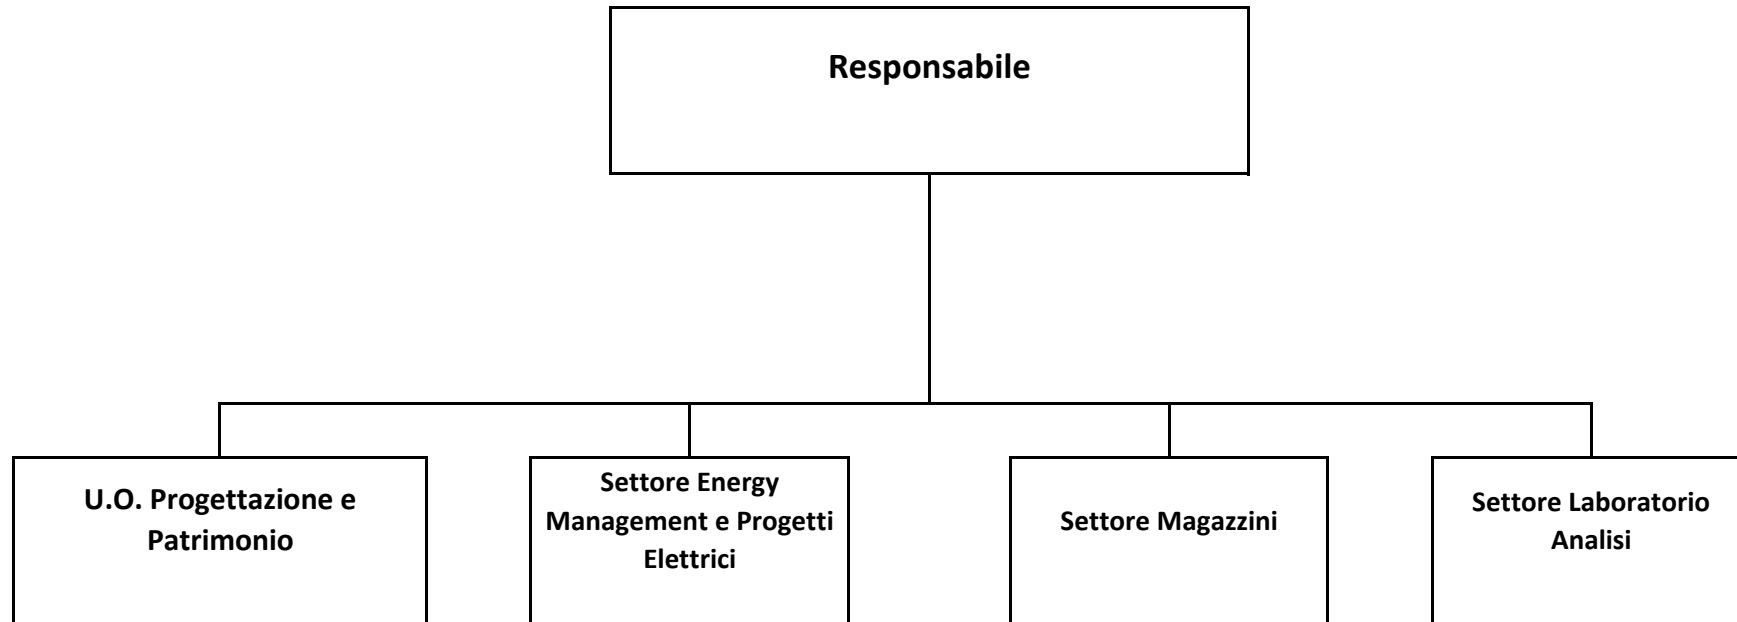 Responsabile
U.O. Progettazione e
Patrimonio
Settore Energy
Management e Progetti
Elettrici
Settore Magazzini
Settore Laboratorio
Analisi